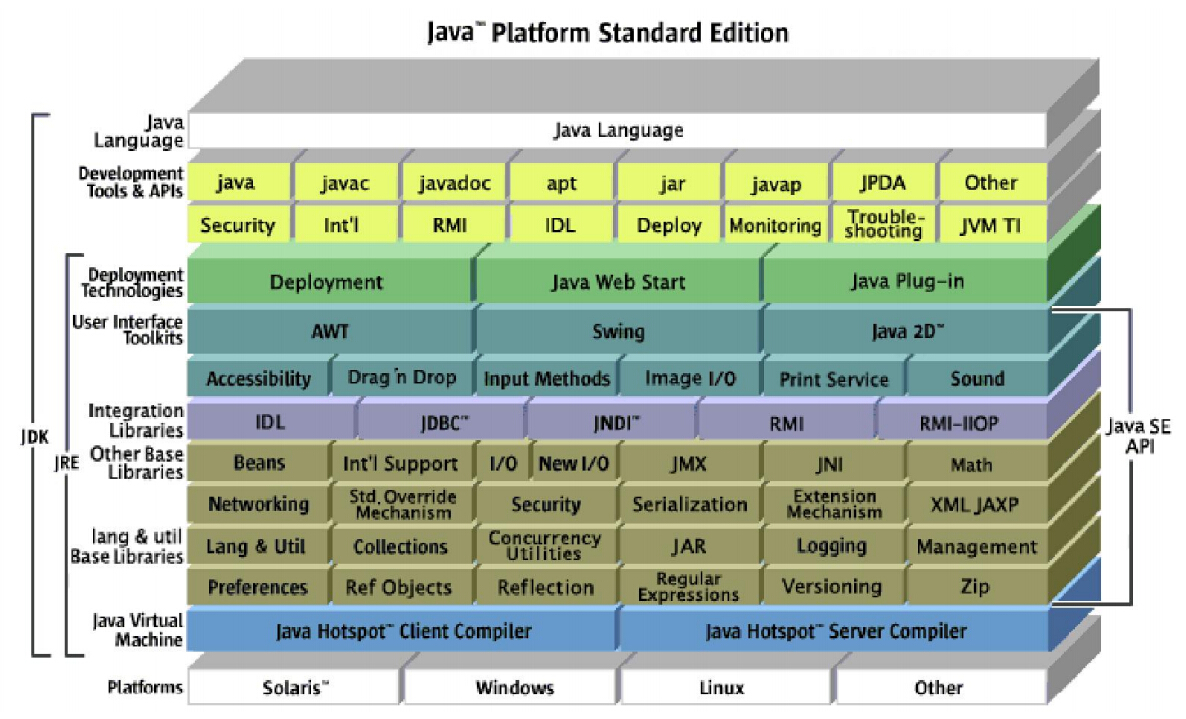 Java™ Platform Standard Edition
Java
Language
Java Language
Development
Tools & APIs
java javac javadoc apt jar javap JPDA Other
Security Int'l RMI IDL Deploy Monitoring Trouble-
shooting JVM TI
Deployment
Technologies
Deployment Java Web Start Java Plug-in
User Interface
Toolkits
AWT Swing Java 2D™
Accessibility Drag 'n Drop Input Methods Image I/O Print Service Sound
Integration
Libraries
IDL JDBC™ JNDI™ RMI RMI-IIOP
JDK
JRE
Java SE
API
Other Base
Libraries
Beans Int'l Support I/O New I/O JMX JNI Math
Networking Std. Override
Mechanism Security Serialization Extension
Mechanism XML JAXP
lang & util
Base Libraries
Lang & Util Collections Concurrency
Utilities JAR Logging Management
Preferences Ref Objects Reflection Regular
Expressions Versioning Zip
Java Virtual
Machine
Java Hotspot™ Client Compiler Java Hotspot™ Server Compiler
Platforms
Solaris™ Windows Linux Other